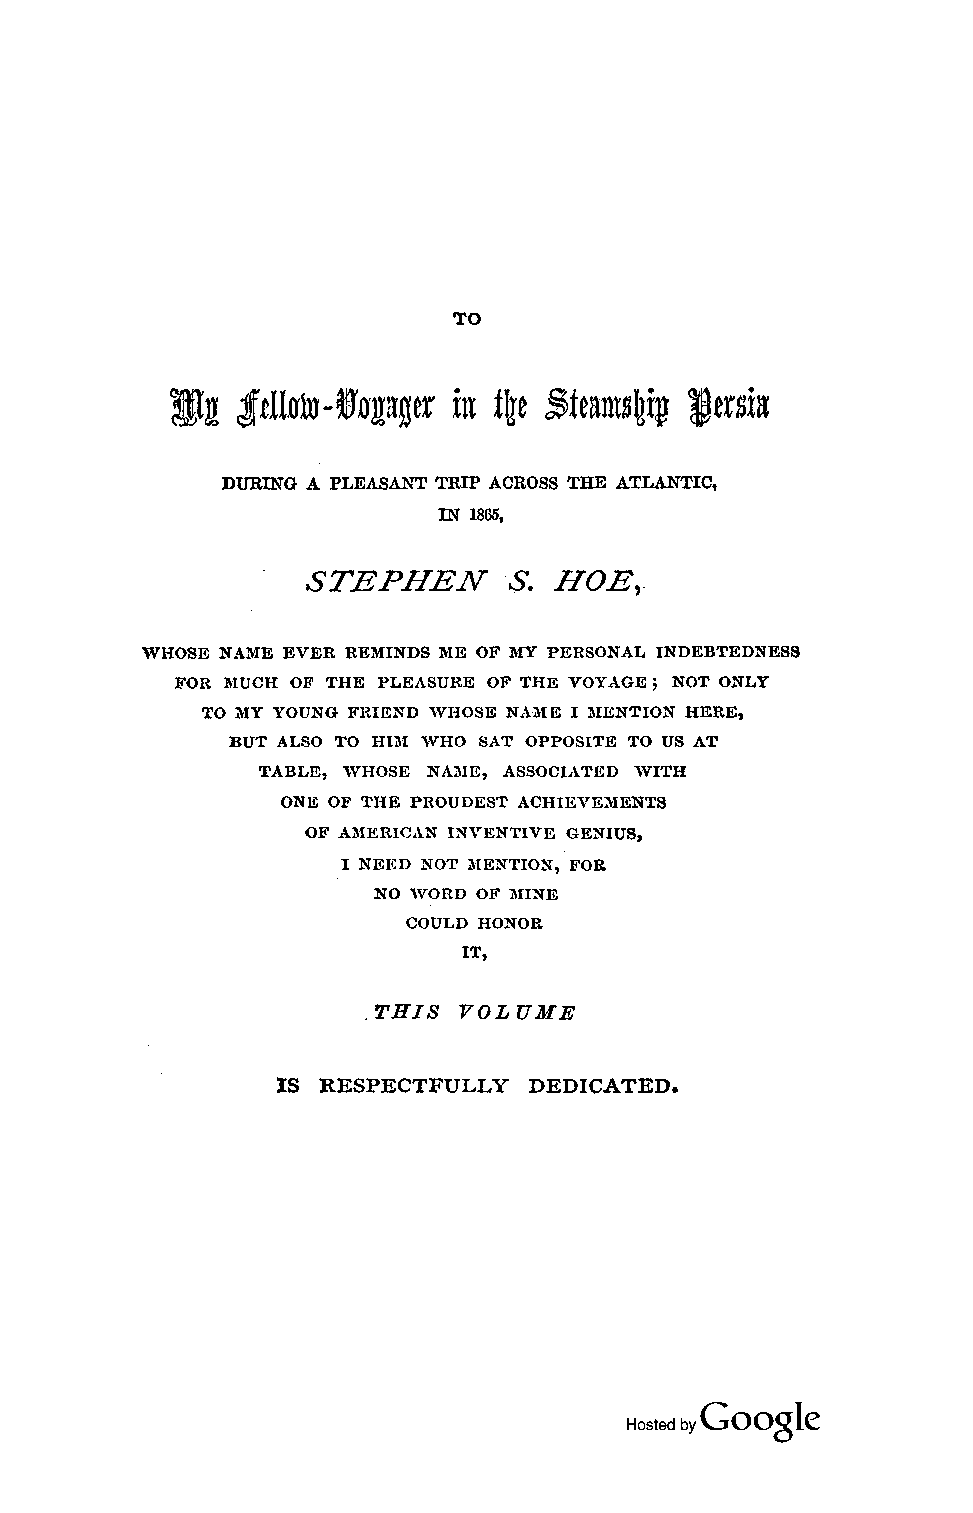 TO
My Fellow-Voyager in the Steamship Persia
DURING A PLEASANT TRIP ACROSS THE ATLANTIC,
IN 1865,
STEPHEN S. HOE,
WHOSE NAME EVER REMINDS ME OF MY PERSONAL INDEBTEDNESS
FOR MUCH OF THE PLEASURE OF THE VOYAGE; NOT ONLY
TO MY YOUNG FRIEND WHOSE NAME I MENTION HERE,
BUT ALSO TO HIM WHO SAT OPPOSITE TO US AT
TABLE, WHOSE NAME, ASSOCIATED WITH
ONE OF THE PROUDEST ACHIEVEMENTS
OF AMERICAN INVENTIVE GENIUS,
I NEED NOT MENTION, FOR
NO WORD OF MINE
COULD HONOR
IT,
THIS VOLUME
IS RESPECTFULLY DEDICATED.
Hosted by Google